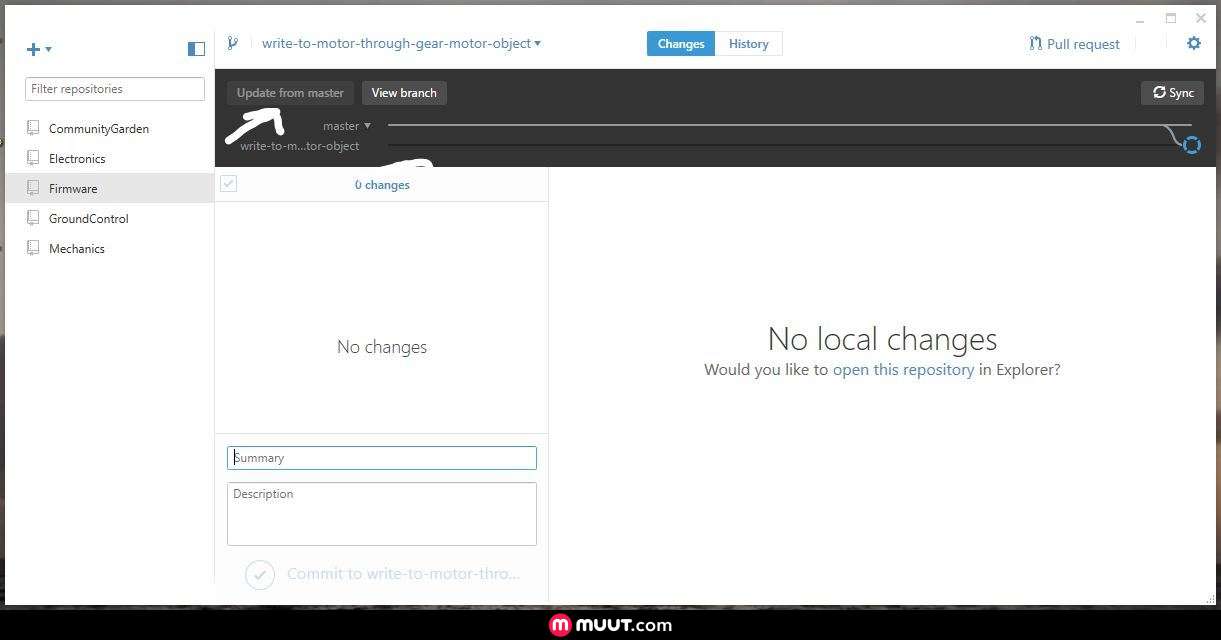 write-to-motor-through-gear-motor-object
Changes
History
Pull request
Filter repositories
Update from master
View branch
Sync
master
write-to-m...tor-object
CommunityGarden
Electronics
Firmware
GroundControl
Mechanics
0 changes
No changes
No local changes
Would you like to open this repository in Explorer?
Summary
Description
Commit to write-to-motor-thro...
muut.com